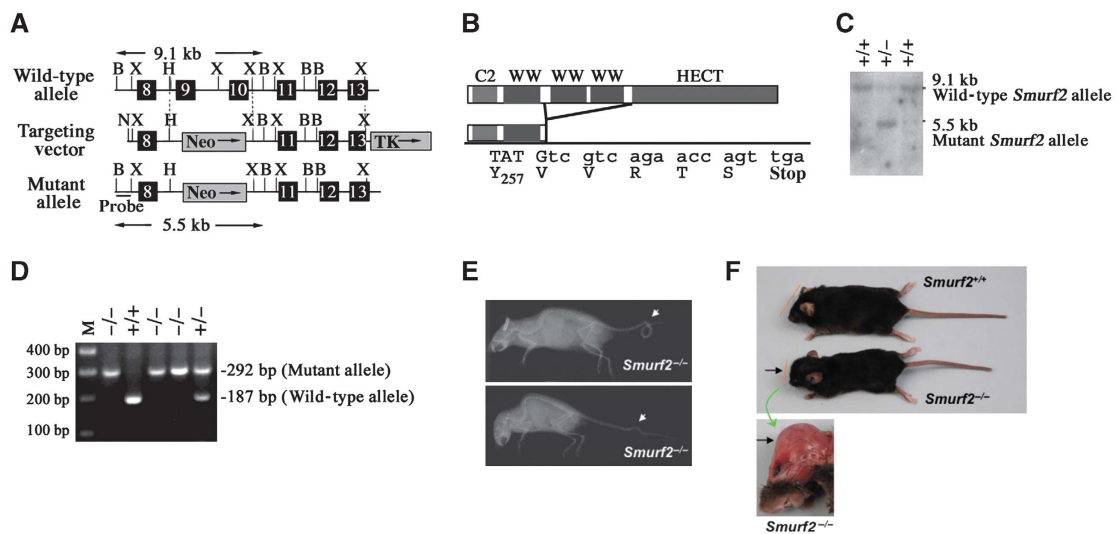 A
9.1 kb
B X H X X B X B B X
Wild-type allele
8 9 10 11 12 13
N X H X B X B B X
Targeting vector
8 Neo 11 12 13 TK
B X H X B X B B X
Mutant allele
8 Neo 11 12 13
Probe
5.5 kb
B
C2 WW WW WW HECT
TAT Gtc gtc aga acc agt tga
Y257 V V R T S Stop
C
+/+ +/− +/+
9.1 kb
Wild-type Smurf2 allele
5.5 kb
Mutant Smurf2 allele
D
M −/− +/+ −/− −/− +/−
400 bp
300 bp
200 bp
100 bp
-292 bp (Mutant allele)
-187 bp (Wild-type allele)
E
Smurf2−/−
Smurf2−/−
F
Smurf2+/+
Smurf2−/−
Smurf2−/−